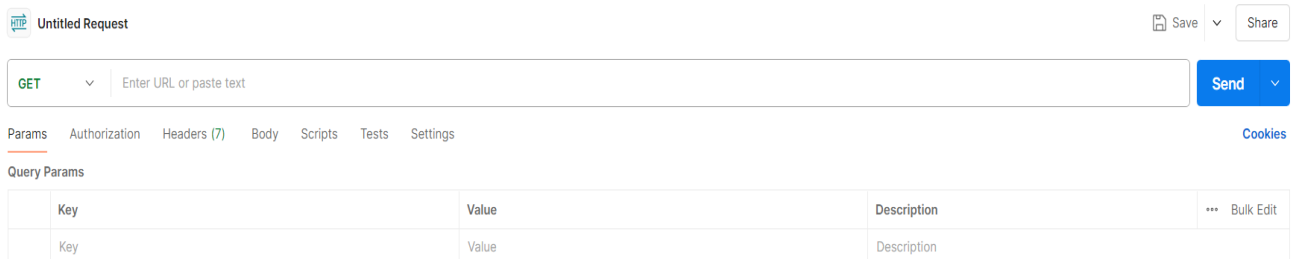 HTTP Untitled Request Save Share
GET Enter URL or paste text Send
Params Authorization Headers (7) Body Scripts Tests Settings Cookies
Query Params
Key Value Description ••• Bulk Edit
Key Value Description